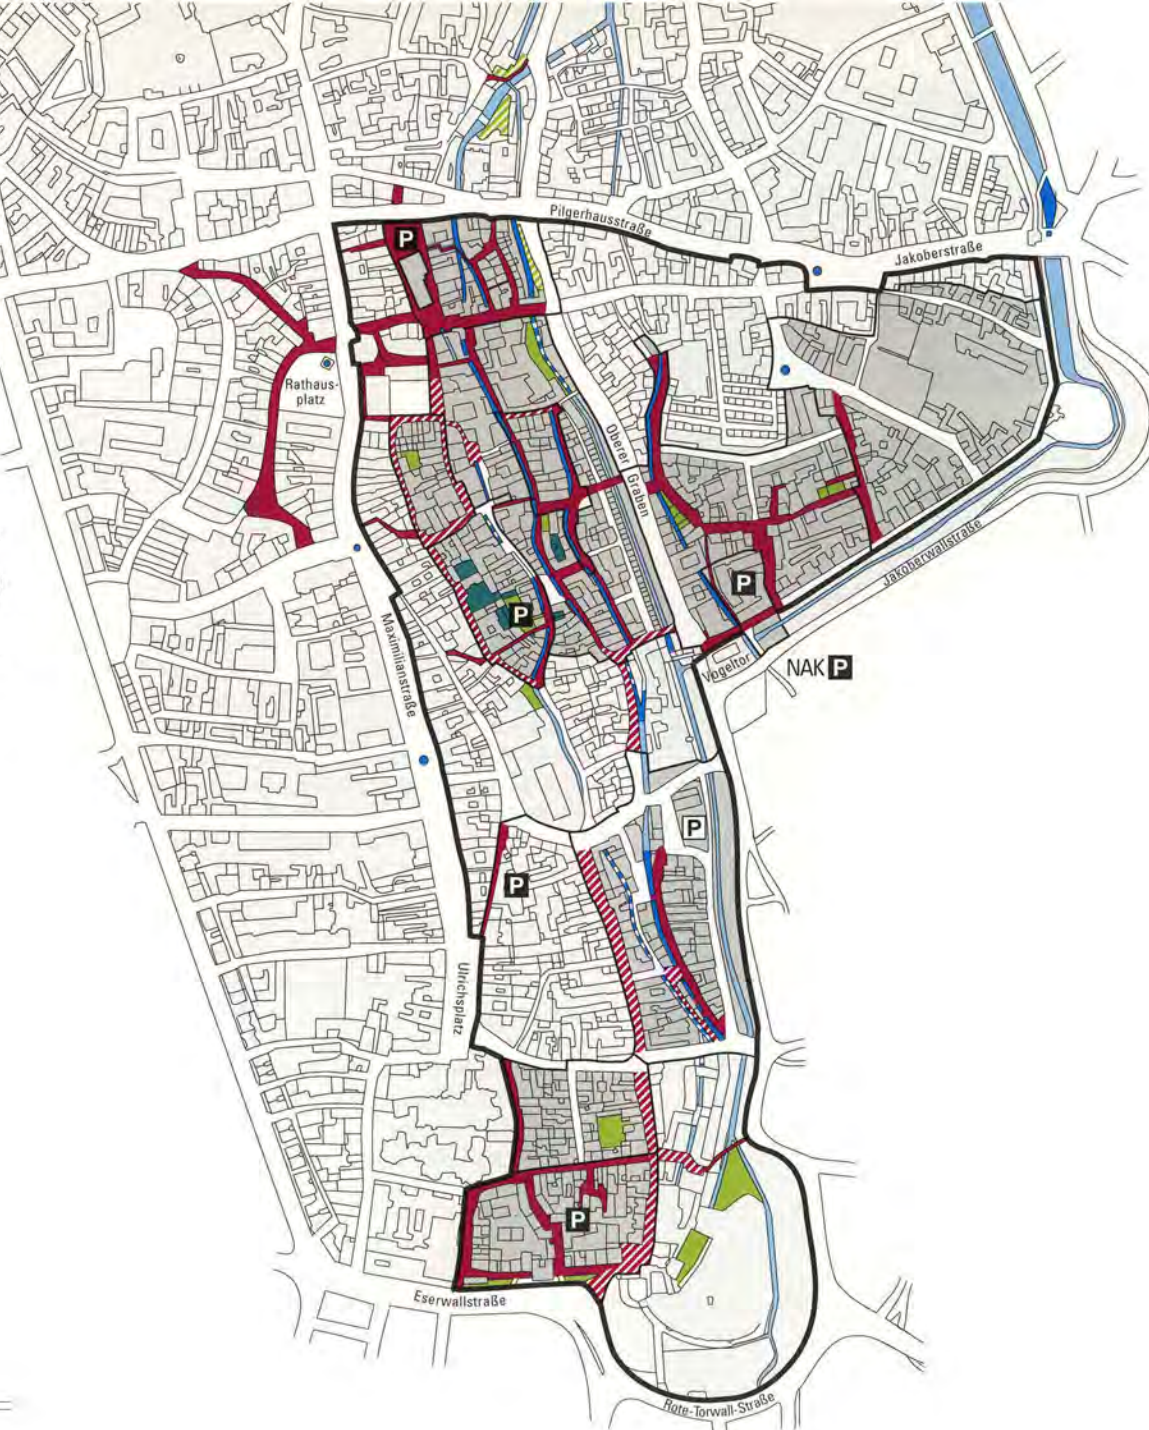 Pilgerhausstraße
P
Jakoberstraße
Rathaus-
platz
Oberer Graben
Jakoberwallstraße
P
P
Maximilianstraße
Vogeltor
NAK P
P
P
Ulrichsplatz
P
Eserwallstraße
Rote-Torwall-Straße